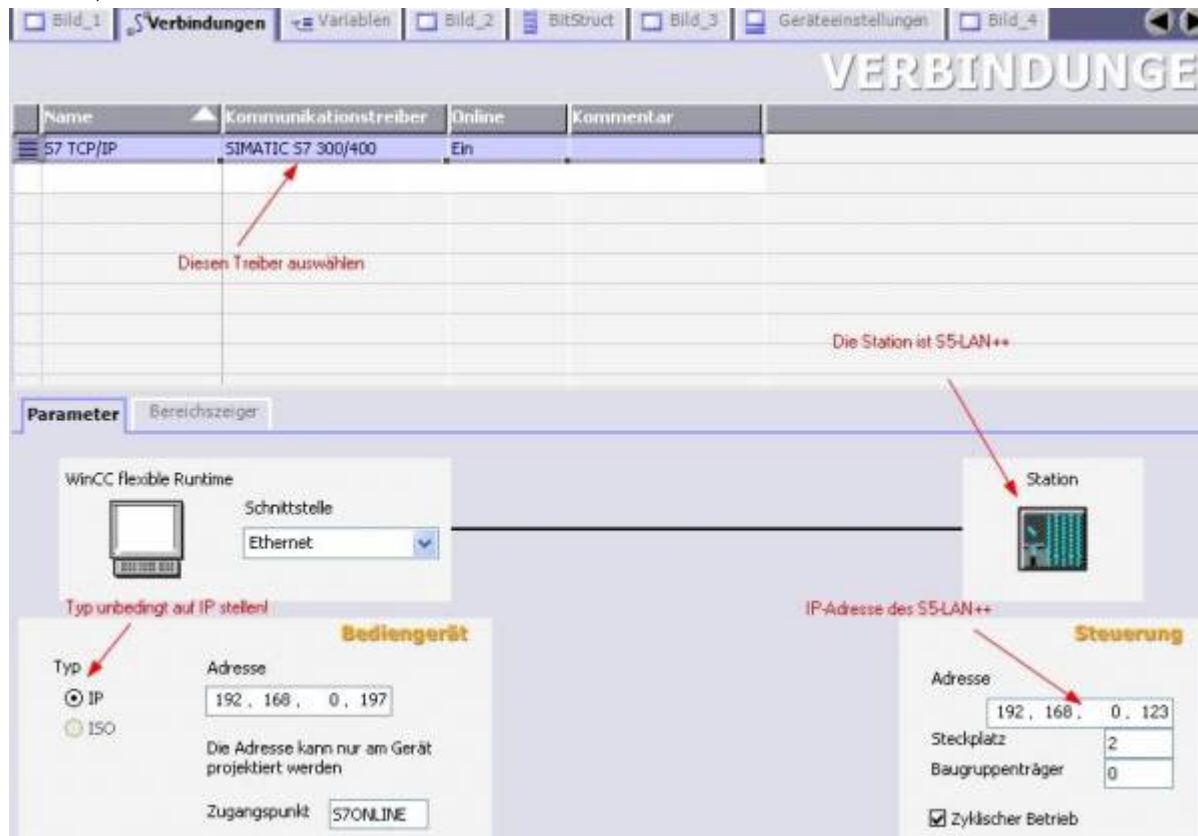 Bild_1 Verbindungen Variablen Bild_2 BitStruct Bild_3 Geräteeinstellungen Bild_4
VERBINDUNGE
Name Kommunikationstreiber Online Kommentar
S7 TCP/IP SIMATIC S7 300/400 Ein
Diesen Treiber auswählen
Die Station ist S5-LAN++
Parameter Bereichszeiger
WinCC flexible Runtime
Station
Schnittstelle
Ethernet
Typ unbedingt auf IP stellen!
IP-Adresse des S5-LAN++
Bediengerät
Steuerung
Typ
Adresse
IP
192 . 168 . 0 . 197
ISO
Die Adresse kann nur am Gerät
projektiert werden
Zugangspunkt S7ONLINE
Adresse
192 . 168 . 0 . 123
Steckplatz 2
Baugruppenträger 0
Zyklischer Betrieb